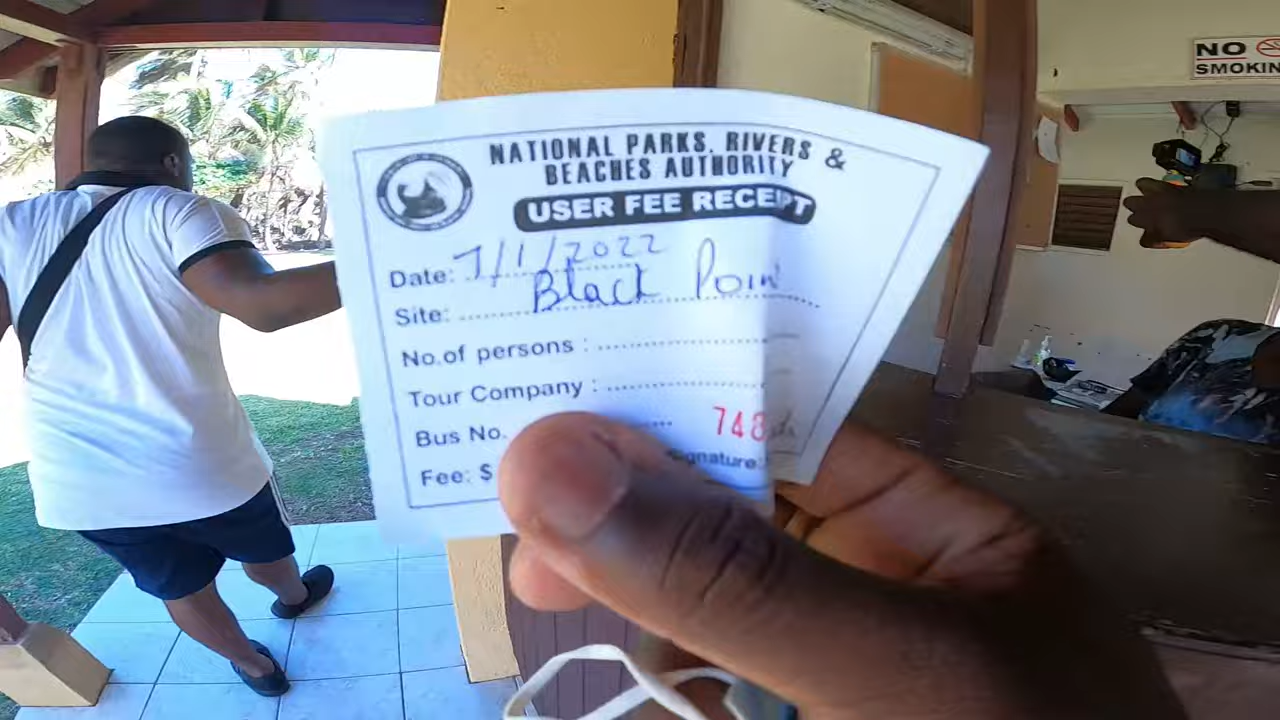 NATIONAL PARKS, RIVERS &
BEACHES AUTHORITY
USER FEE RECEIPT
Date: 7/1/2022
Site: Black Poin
No.of persons :
Tour Company :
Bus No.
748
Fee: $
Signature:
NO
SMOKIN